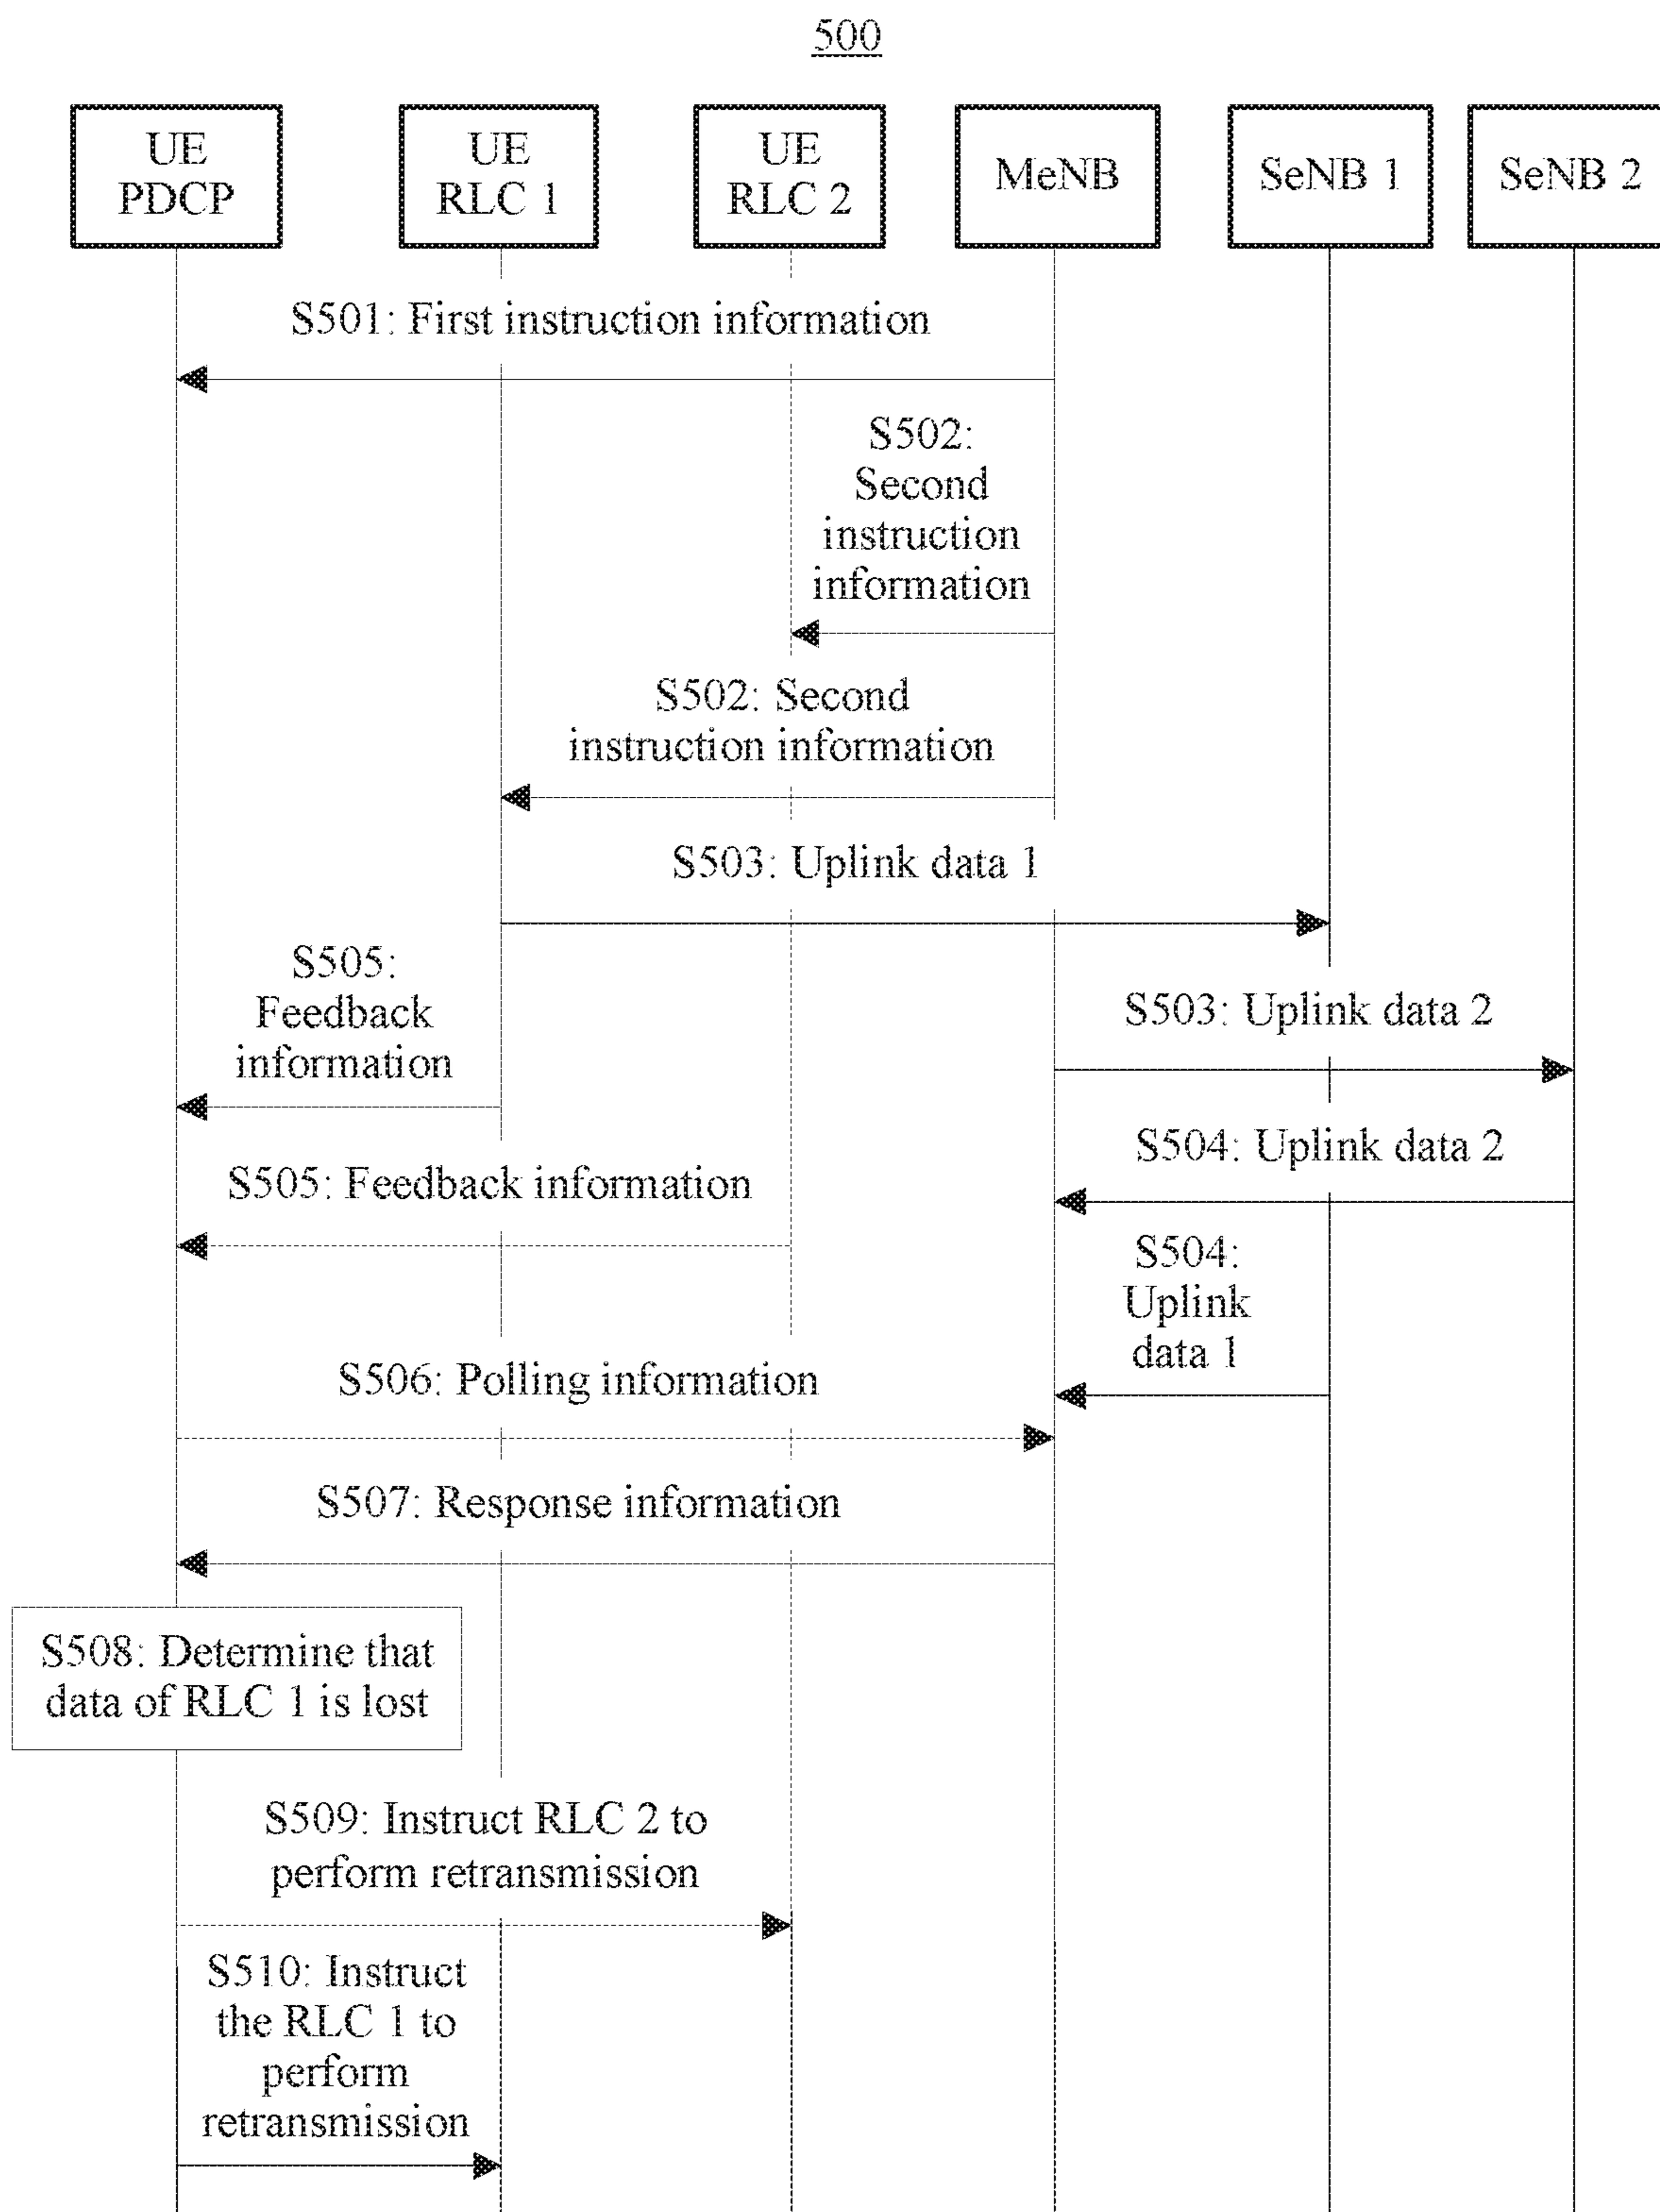 500
UE
PDCP
UE
RLC 1
UE
RLC 2
MeNB
SeNB 1
SeNB 2
S501: First instruction information
S502:
Second
instruction
information
S502: Second
instruction information
S503: Uplink data 1
S505:
Feedback
information
S503: Uplink data 2
S504: Uplink data 2
S505: Feedback information
S504:
Uplink
data 1
S506: Polling information
S507: Response information
S508: Determine that
data of RLC 1 is lost
S509: Instruct RLC 2 to
perform retransmission
S510: Instruct
the RLC 1 to
perform
retransmission